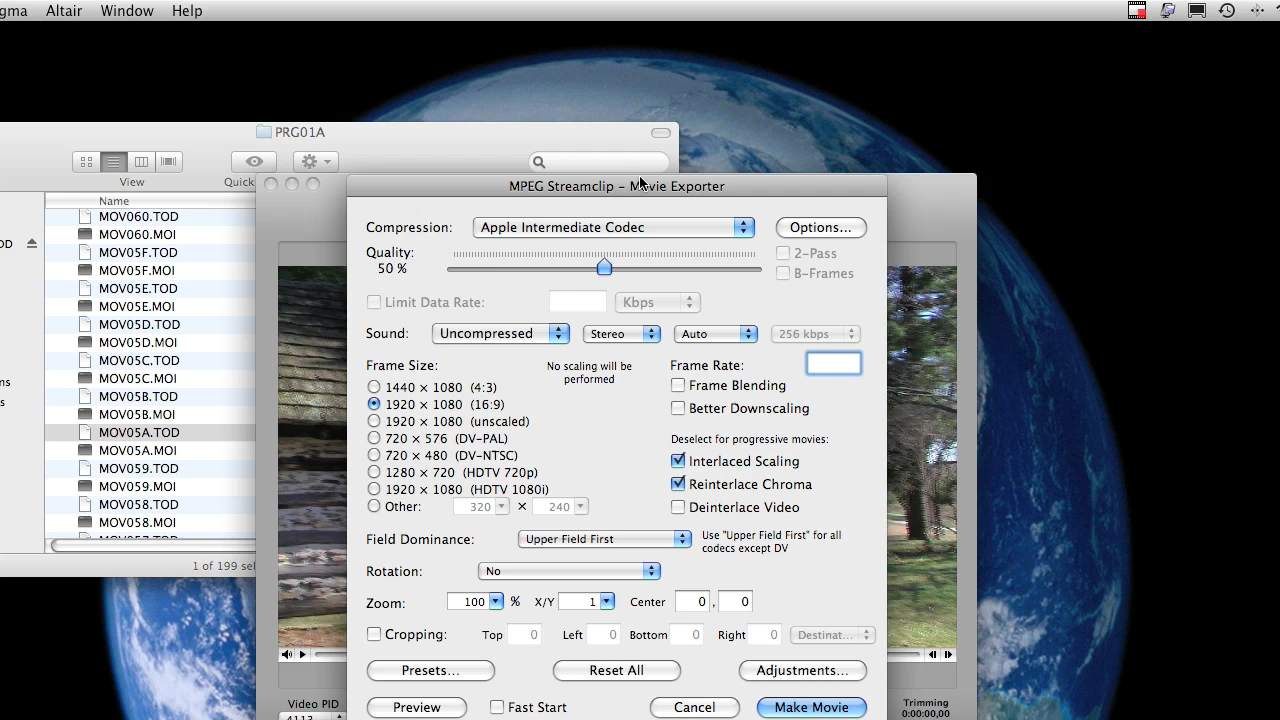 gma Altair Window Help
PRG01A
View Quick
Name
MOV060.TOD
MOV060.MOI
MOV05F.TOD
MOV05F.MOI
MOV05E.TOD
MOV05E.MOI
MOV05D.TOD
MOV05D.MOI
MOV05C.TOD
MOV05C.MOI
MOV05B.TOD
MOV05B.MOI
MOV05A.TOD
MOV05A.MOI
MOV059.TOD
MOV059.MOI
MOV058.TOD
MOV058.MOI
OD
ns
s
1 of 199 sel
MPEG Streamclip – Movie Exporter
Compression: Apple Intermediate Codec Options...
Quality: 2-Pass
50 % B-Frames
Limit Data Rate: Kbps
Sound: Uncompressed Stereo Auto 256 kbps
Frame Size: No scaling will be performed Frame Rate:
1440 × 1080 (4:3) Frame Blending
1920 × 1080 (16:9)
1920 × 1080 (unscaled) Better Downscaling
720 × 576 (DV-PAL) Deselect for progressive movies:
720 × 480 (DV-NTSC) Interlaced Scaling
1280 × 720 (HDTV 720p)
1920 × 1080 (HDTV 1080i) Reinterlace Chroma
Other: 320 × 240 Deinterlace Video
Field Dominance: Upper Field First Use "Upper Field First" for all
codecs except DV
Rotation: No
Zoom: 100 % X/Y 1 Center 0 , 0
Cropping: Top 0 Left 0 Bottom 0 Right 0 Destinat...
Presets... Reset All Adjustments...
Preview Fast Start Cancel Make Movie
Video PID
4113
Trimming
0:00:00,00